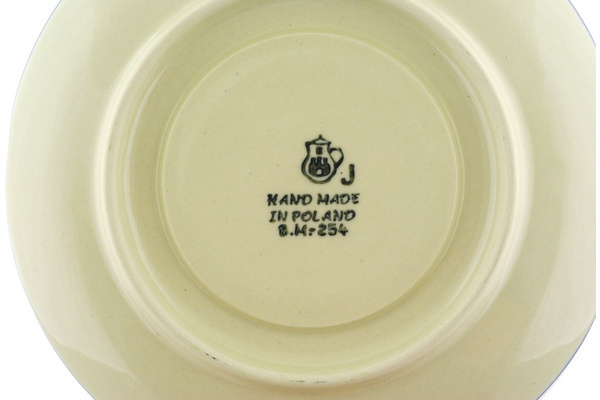 J
HAND MADE
IN POLAND
B.M.-254